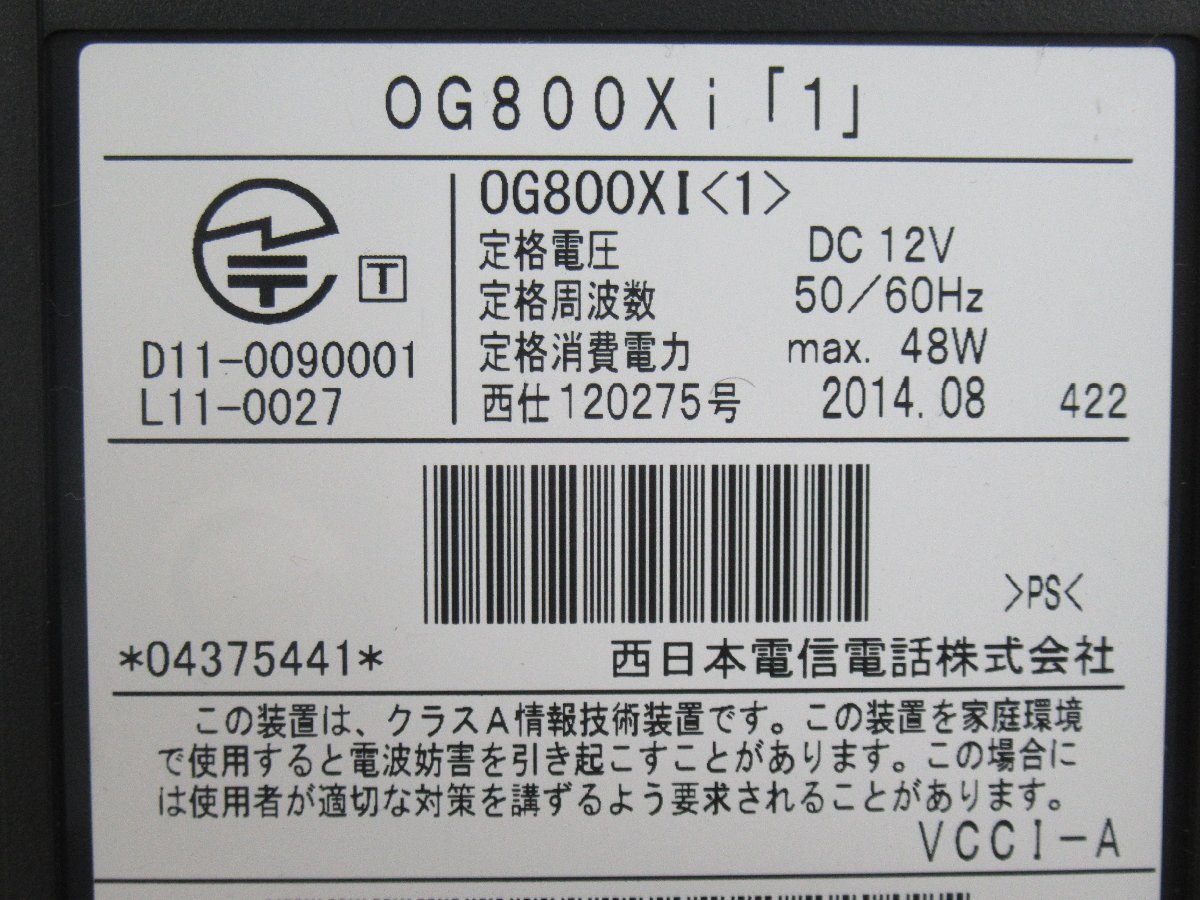 OG800Xi「1」
OG800XI<1>
定格電圧 DC 12V
定格周波数 50/60Hz
定格消費電力 max. 48W
西仕120275号 2014.08 422
T
D11-0090001
L11-0027
>PS<
*04375441* 西日本電信電話株式会社
この装置は、クラスA情報技術装置です。この装置を家庭環境
で使用すると電波妨害を引き起こすことがあります。この場合に
は使用者が適切な対策を講ずるよう要求されることがあります。
VCCI-A